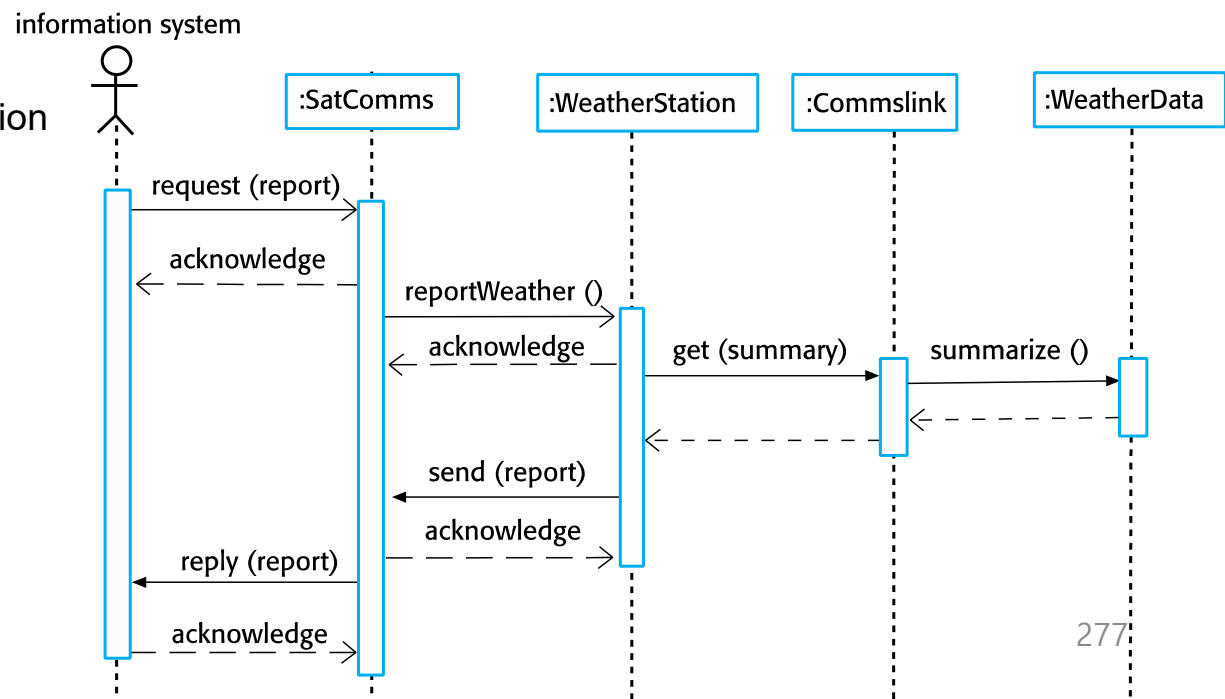 information system
ion
:SatComms
:WeatherStation
:Commslink
:WeatherData
request (report)
acknowledge
reportWeather ()
acknowledge
get (summary)
summarize ()
send (report)
acknowledge
reply (report)
acknowledge
277